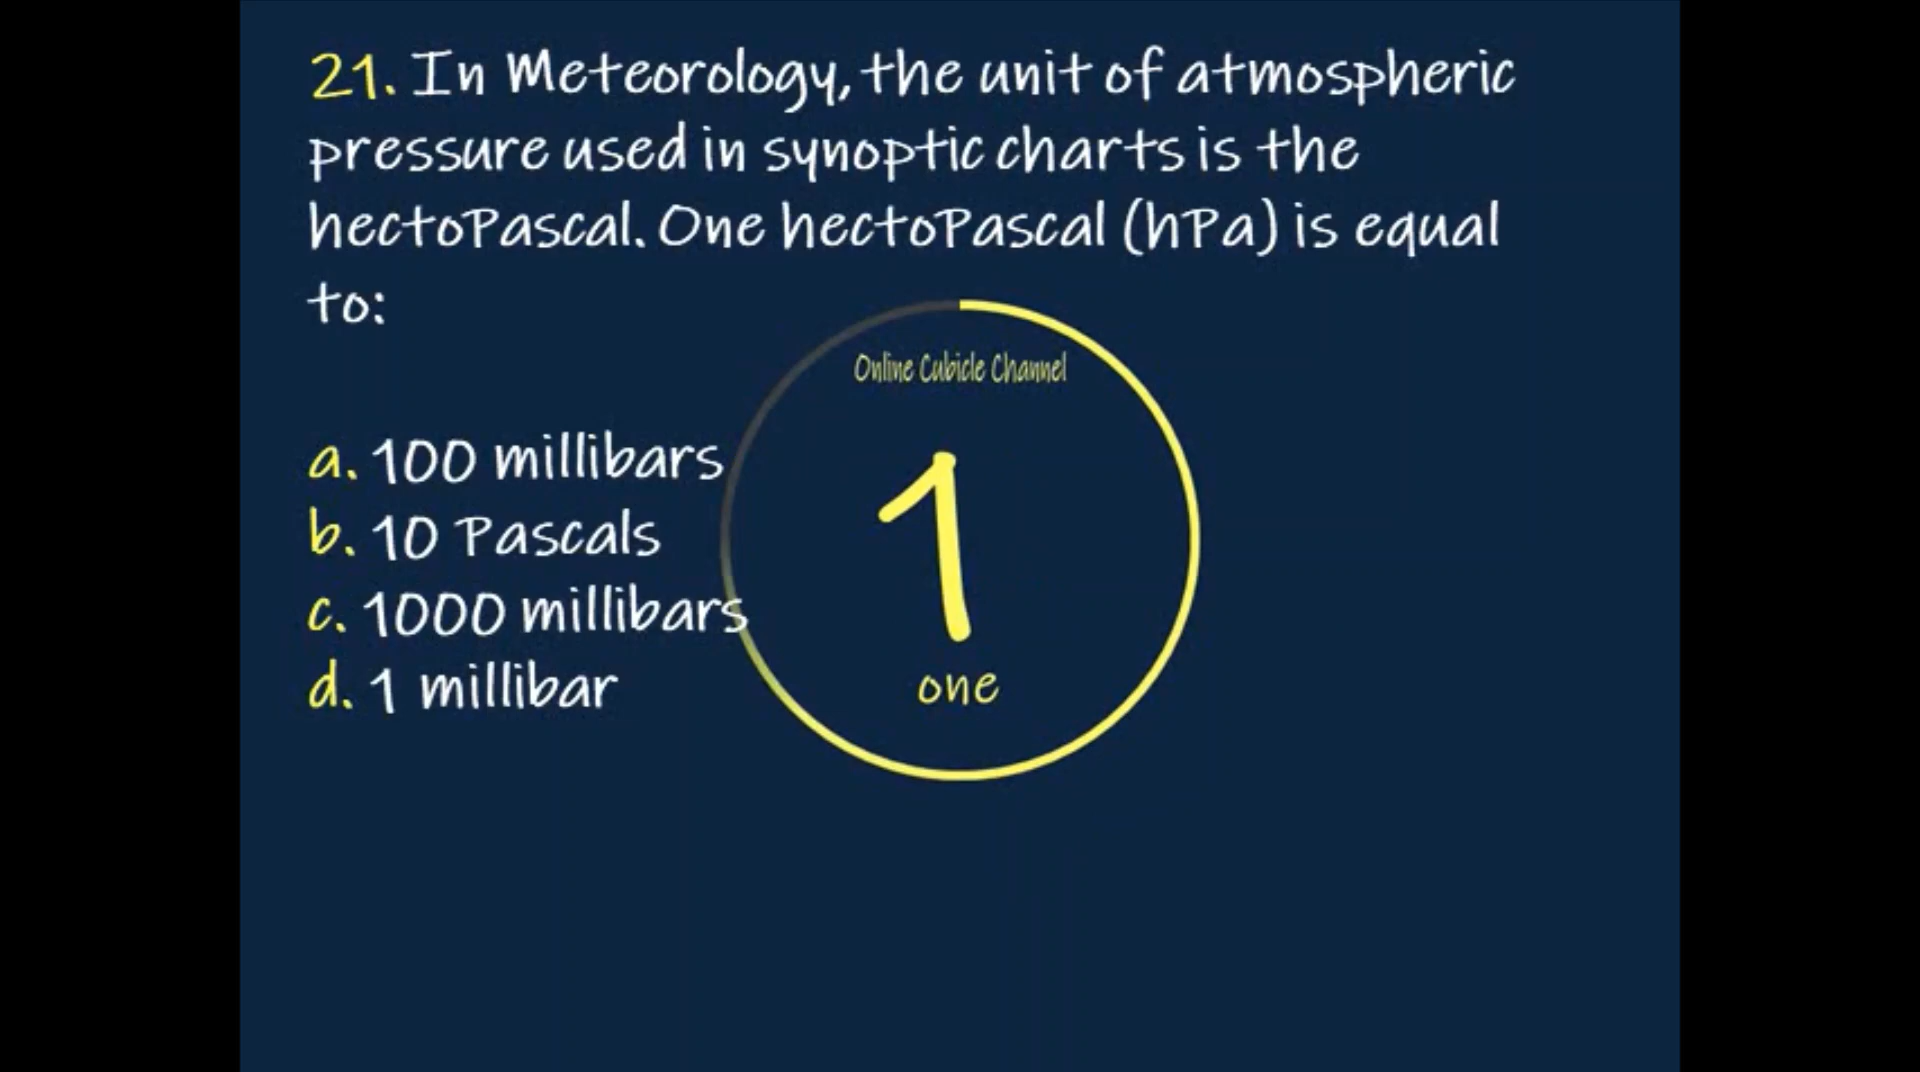 21. In Meteorology, the unit of atmospheric
pressure used in synoptic charts is the
hectoPascal. One hectoPascal (hPa) is equal
to:
Online Cubicle Channel
a. 100 millibars
b. 10 Pascals
c. 1000 millibars
d. 1 millibar
1
one